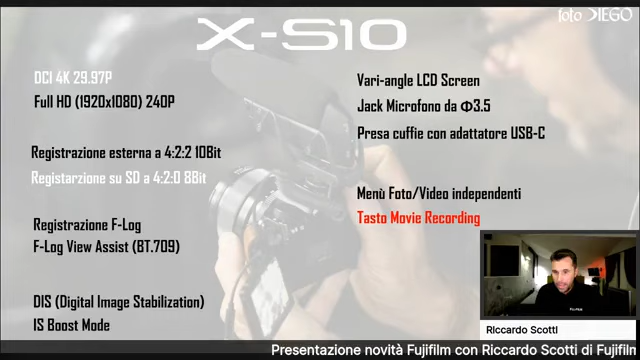 foto DIEGO
X-S10
DCI 4K 29.97P
Full HD (1920x1080) 240P
Registrazione esterna a 4:2:2 10Bit
Registarzione su SD a 4:2:0 8Bit
Registrazione F-Log
F-Log View Assist (BT.709)
DIS (Digital Image Stabilization)
IS Boost Mode
Vari-angle LCD Screen
Jack Microfono da Φ3.5
Presa cuffie con adattatore USB-C
Menù Foto/Video independenti
Tasto Movie Recording
Riccardo Scotti
Presentazione novità Fujifilm con Riccardo Scotti di Fujifilm